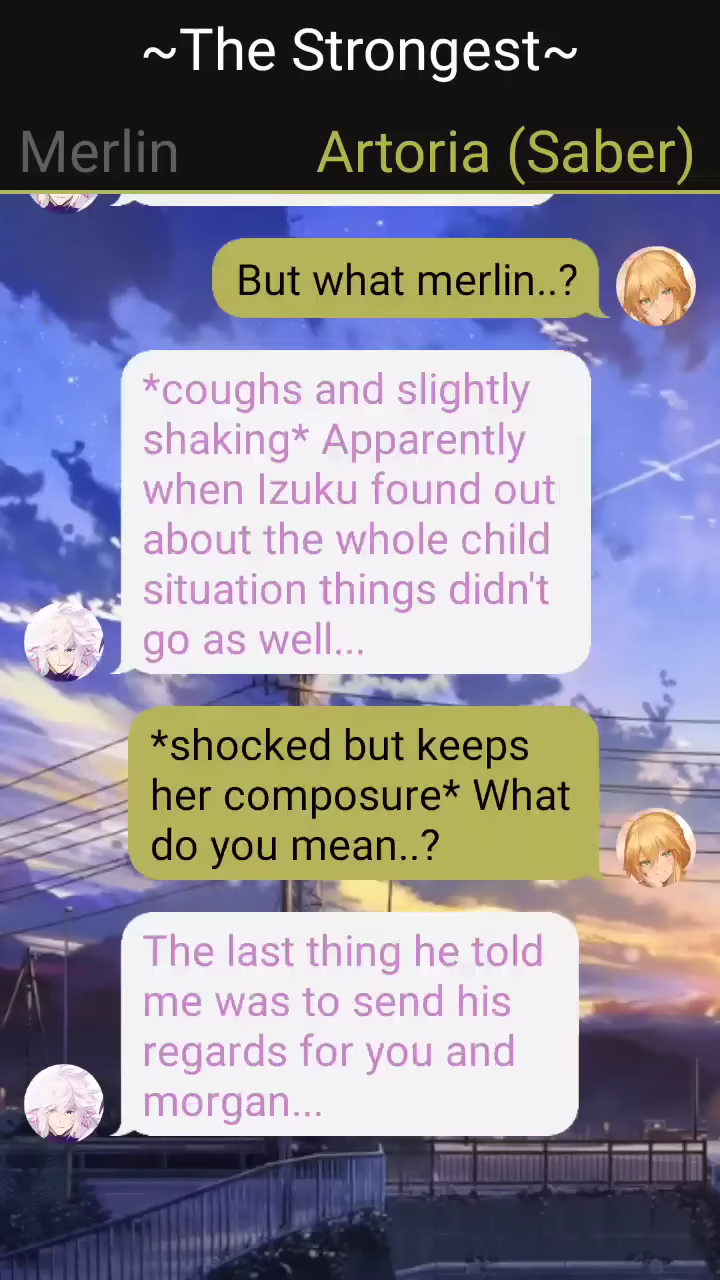 ~The Strongest~
Merlin Artoria (Saber)
But what merlin..?
*coughs and slightly
shaking* Apparently
when Izuku found out
about the whole child
situation things didn't
go as well...
*shocked but keeps
her composure* What
do you mean..?
The last thing he told
me was to send his
regards for you and
morgan...